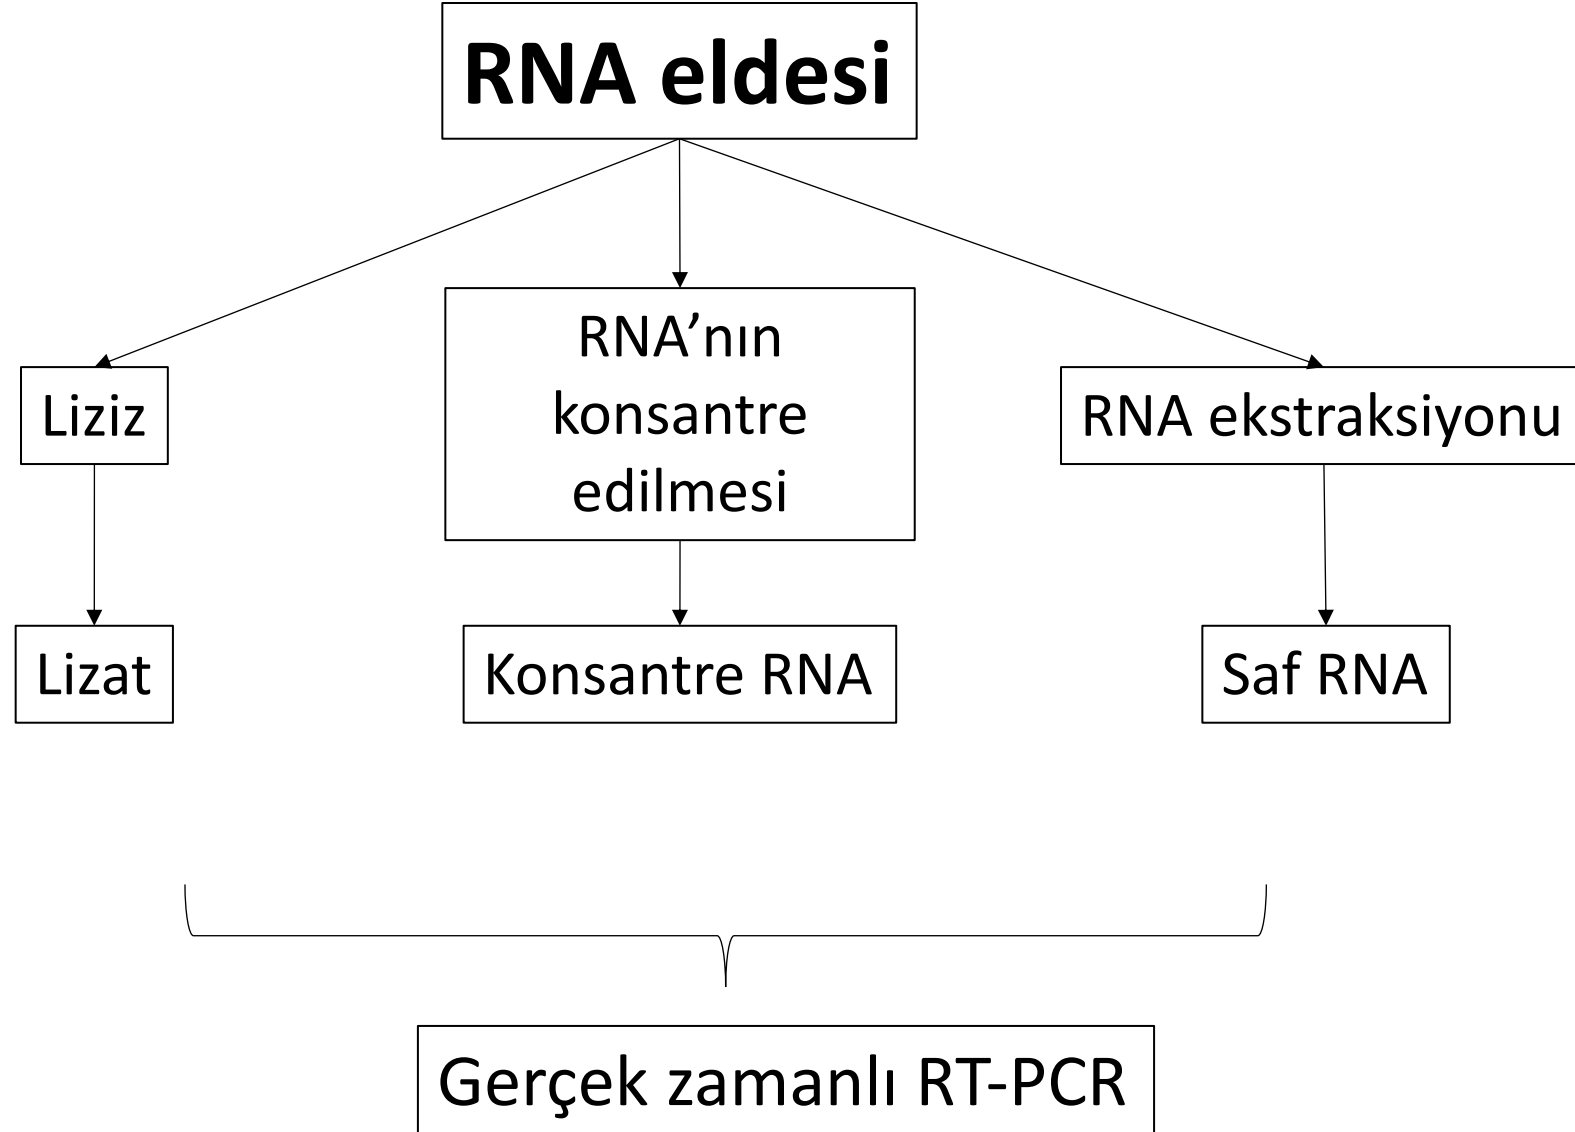 RNA eldesi
Liziz
RNA’nın
konsantre
edilmesi
RNA ekstraksiyonu
Lizat
Konsantre RNA
Saf RNA
Gerçek zamanlı RT-PCR